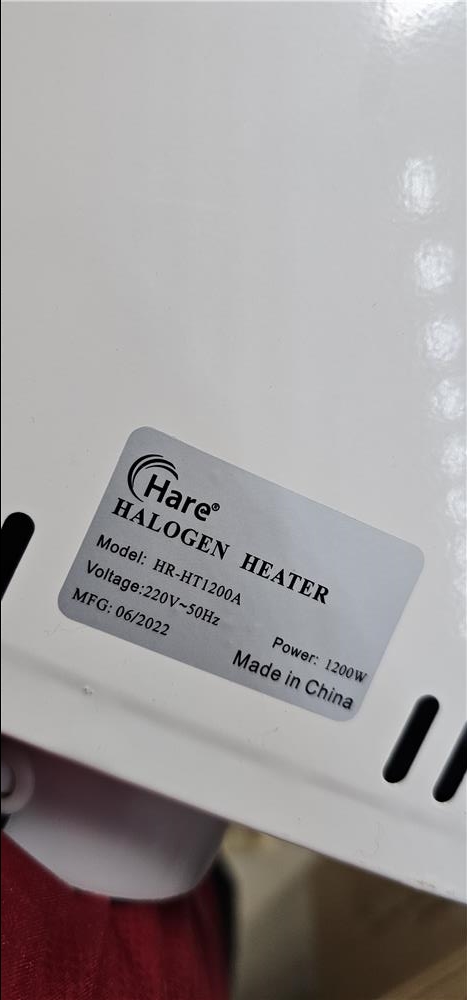 Hare®
HALOGEN HEATER
Model: HR-HT1200A
Voltage:220V~50Hz
Power: 1200W
MFG: 06/2022
Made in China